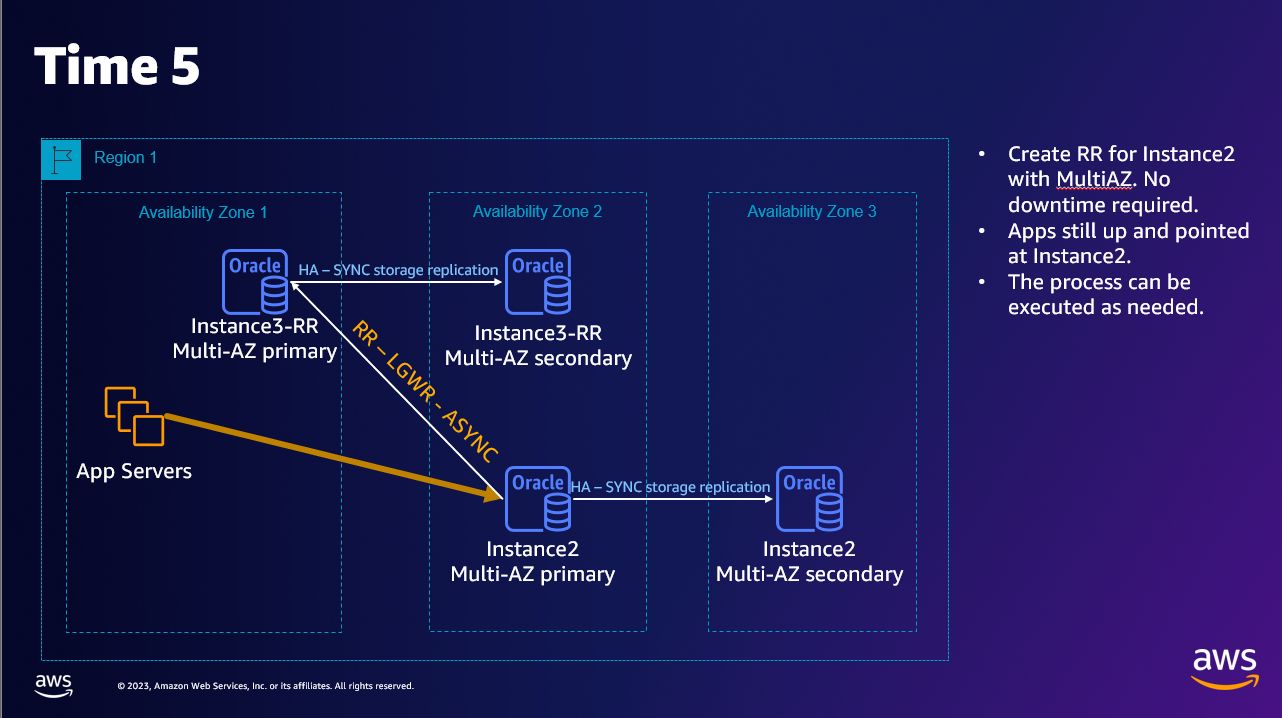 Time 5
Region 1
Availability Zone 1
Availability Zone 2
Availability Zone 3
Oracle
HA – SYNC storage replication
Oracle
Instance3-RR
Multi-AZ primary
Instance3-RR
Multi-AZ secondary
RR – LGWR - ASYNC
App Servers
Oracle
HA – SYNC storage replication
Oracle
Instance2
Multi-AZ primary
Instance2
Multi-AZ secondary
• Create RR for Instance2
with MultiAZ. No
downtime required.
• Apps still up and pointed
at Instance2.
• The process can be
executed as needed.
aws
© 2023, Amazon Web Services, Inc. or its affiliates. All rights reserved.
aws